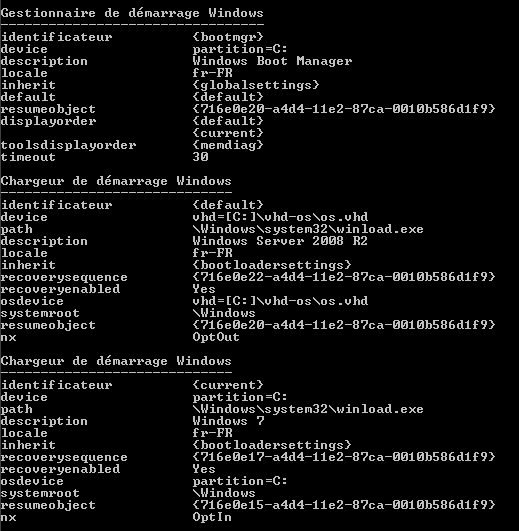 Gestionnaire de démarrage Windows
---------------------------------
identificateur          {bootmgr}
device                  partition=C:
description             Windows Boot Manager
locale                  fr-FR
inherit                 {globalsettings}
default                 {default}
resumeobject            {716e0e20-a4d4-11e2-87ca-0010b586d1f9}
displayorder            {default}
                        {current}
toolsdisplayorder       {memdiag}
timeout                 30

Chargeur de démarrage Windows
-----------------------------
identificateur          {default}
device                  vhd=[C:]\vhd-os\os.vhd
path                    \Windows\system32\winload.exe
description             Windows Server 2008 R2
locale                  fr-FR
inherit                 {bootloadersettings}
recoverysequence        {716e0e22-a4d4-11e2-87ca-0010b586d1f9}
recoveryenabled         Yes
osdevice                vhd=[C:]\vhd-os\os.vhd
systemroot              \Windows
resumeobject            {716e0e20-a4d4-11e2-87ca-0010b586d1f9}
nx                      OptOut

Chargeur de démarrage Windows
-----------------------------
identificateur          {current}
device                  partition=C:
path                    \Windows\system32\winload.exe
description             Windows 7
locale                  fr-FR
inherit                 {bootloadersettings}
recoverysequence        {716e0e17-a4d4-11e2-87ca-0010b586d1f9}
recoveryenabled         Yes
osdevice                partition=C:
systemroot              \Windows
resumeobject            {716e0e15-a4d4-11e2-87ca-0010b586d1f9}
nx                      OptIn